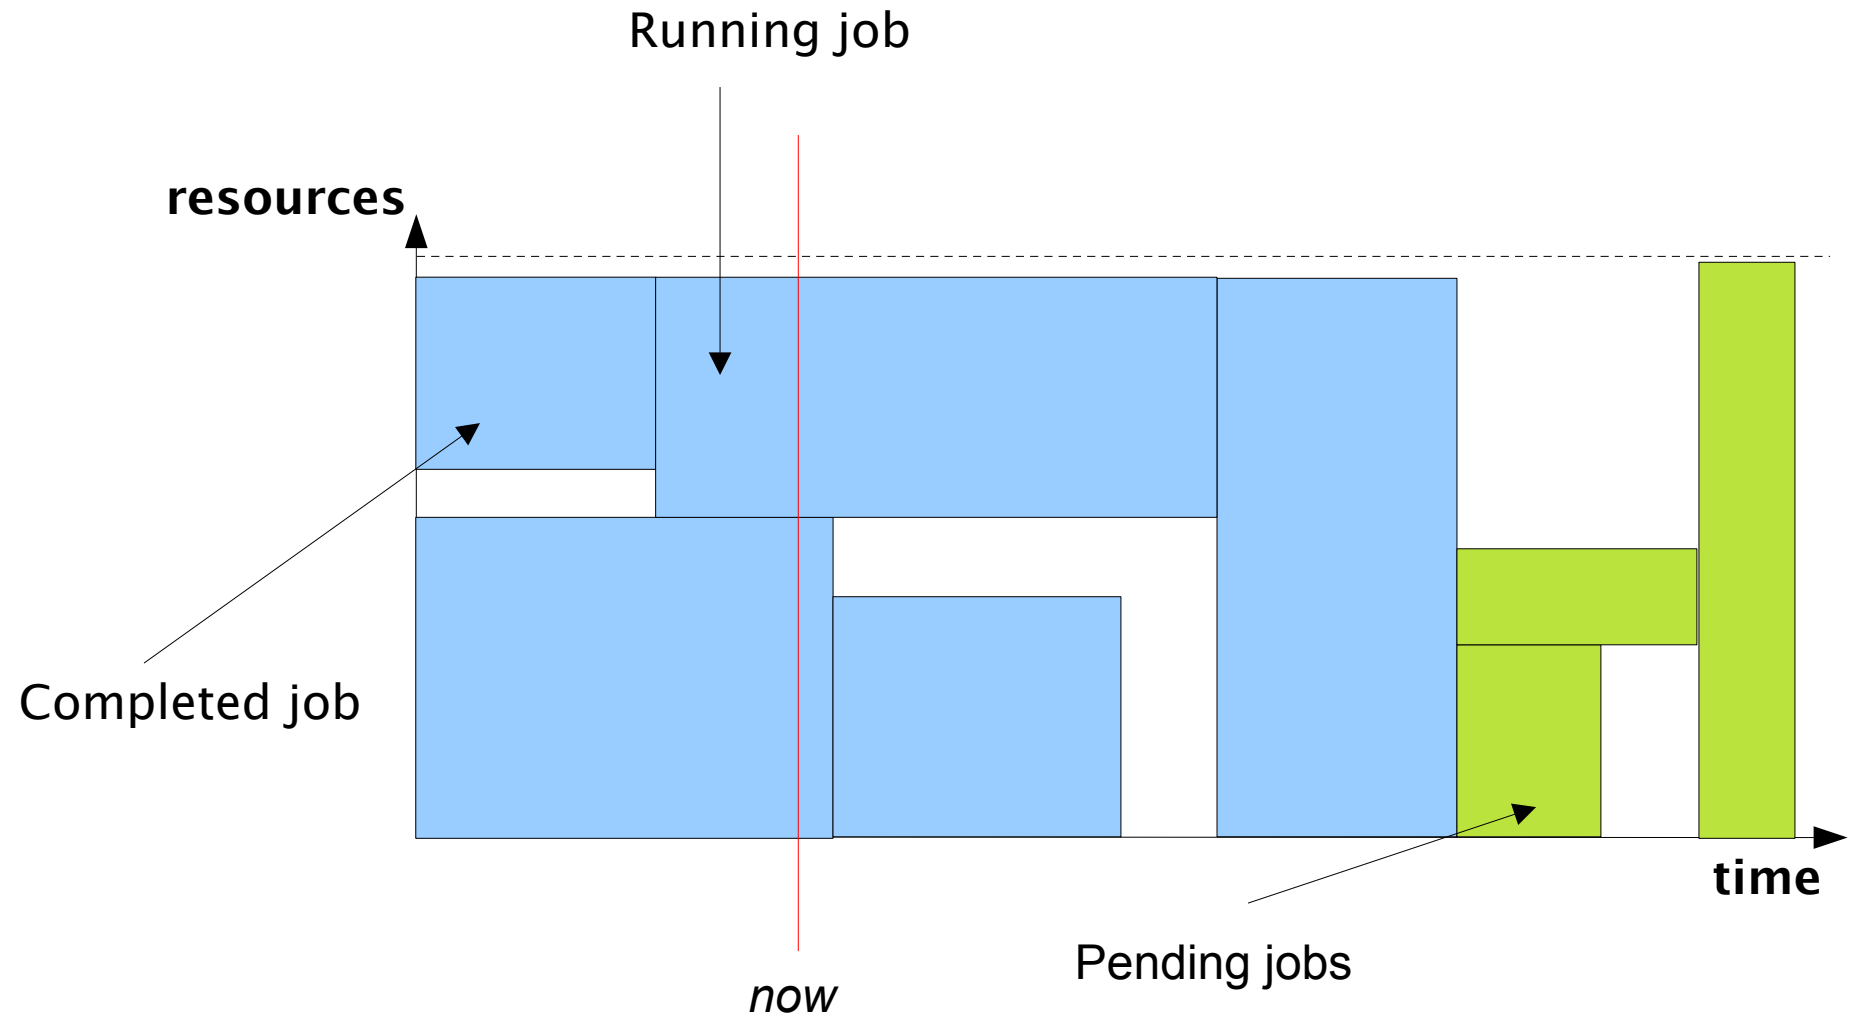 Running job
resources
Completed job
time
Pending jobs
now